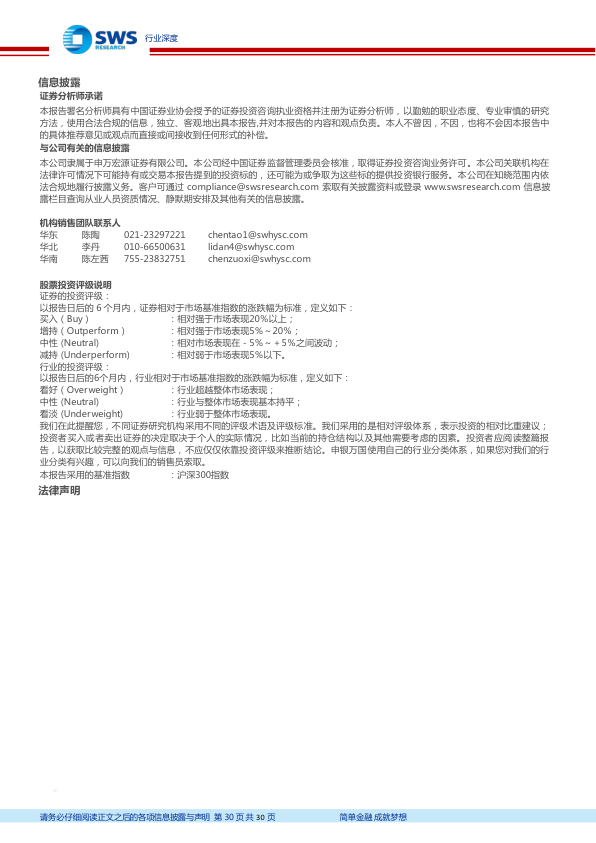 SWS
RESEARCH
行业深度
信息披露
证券分析师承诺
本报告署名分析师具有中国证券业协会授予的证券投资咨询执业资格并注册为证券分析师，以勤勉的职业态度、专业审慎的研究
方法，使用合法合规的信息，独立、客观地出具本报告,并对本报告的内容和观点负责。本人不曾因，不因，也将不会因本报告中
的具体推荐意见或观点而直接或间接收到任何形式的补偿。
与公司有关的信息披露
本公司隶属于申万宏源证券有限公司。本公司经中国证券监督管理委员会核准，取得证券投资咨询业务许可。本公司关联机构在
法律许可情况下可能持有或交易本报告提到的投资标的，还可能为或争取为这些标的提供投资银行服务。本公司在知晓范围内依
法合规地履行披露义务。客户可通过 compliance@swsresearch.com 索取有关披露资料或登录 www.swsresearch.com 信息披
露栏目查询从业人员资质情况、静默期安排及其他有关的信息披露。
机构销售团队联系人
华东 陈陶 021-23297221 chentao1@swhysc.com
华北 李丹 010-66500631 lidan4@swhysc.com
华南 陈左茜 755-23832751 chenzuoxi@swhysc.com
股票投资评级说明
证券的投资评级：
以报告日后的 6 个月内，证券相对于市场基准指数的涨跌幅为标准，定义如下：
买入（Buy） ：相对强于市场表现20%以上；
增持（Outperform） ：相对强于市场表现5%～20%；
中性 (Neutral) ：相对市场表现在－5%～＋5%之间波动；
减持 (Underperform) ：相对弱于市场表现5%以下。
行业的投资评级：
以报告日后的6个月内，行业相对于市场基准指数的涨跌幅为标准，定义如下：
看好（Overweight） ：行业超越整体市场表现；
中性 (Neutral) ：行业与整体市场表现基本持平；
看淡 (Underweight) ：行业弱于整体市场表现。
我们在此提醒您，不同证券研究机构采用不同的评级术语及评级标准。我们采用的是相对评级体系，表示投资的相对比重建议；
投资者买入或者卖出证券的决定取决于个人的实际情况，比如当前的持仓结构以及其他需要考虑的因素。投资者应阅读整篇报
告，以获取比较完整的观点与信息，不应仅仅依靠投资评级来推断结论。申银万国使用自己的行业分类体系，如果您对我们的行
业分类有兴趣，可以向我们的销售员索取。
本报告采用的基准指数 ：沪深300指数
法律声明
请务必仔细阅读正文之后的各项信息披露与声明 第 30 页 共 30 页 简单金融 成就梦想